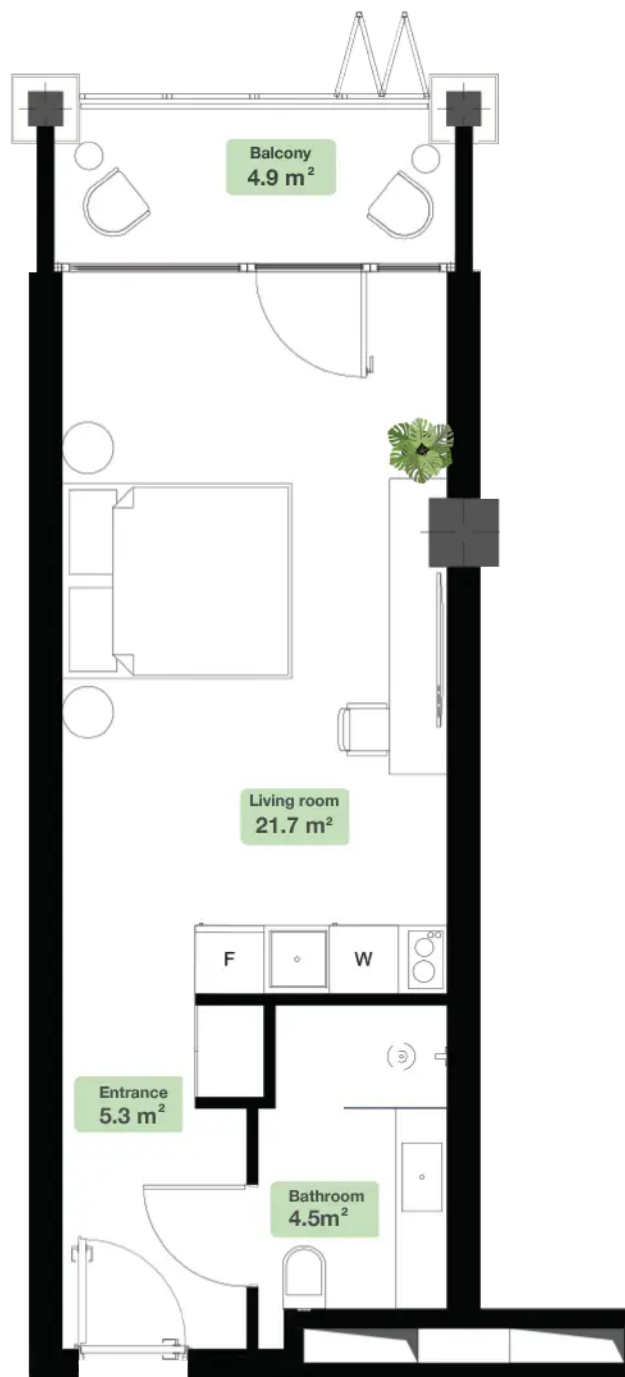 Balcony
4.9 m²
Living room
21.7 m²
F
W
Entrance
5.3 m²
Bathroom
4.5m²